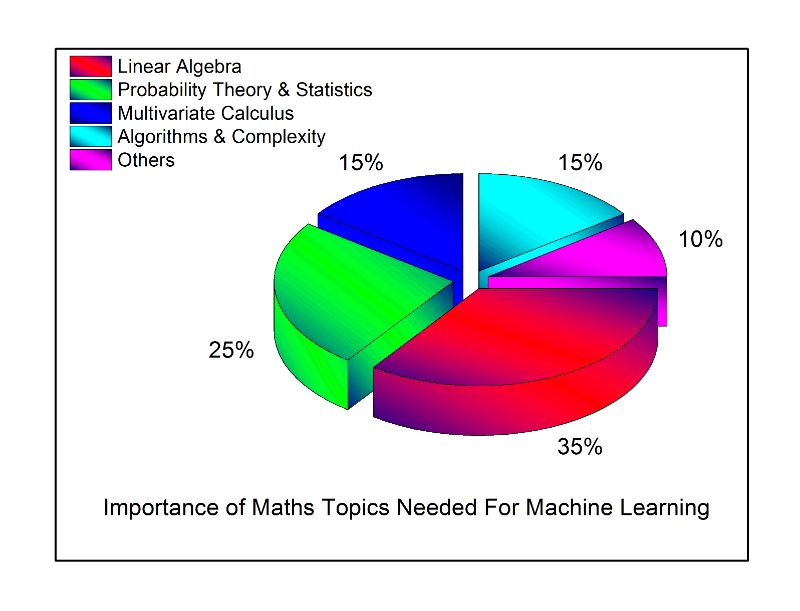 Linear Algebra
Probability Theory & Statistics
Multivariate Calculus
Algorithms & Complexity
Others
15%
15%
10%
25%
35%
Importance of Maths Topics Needed For Machine Learning